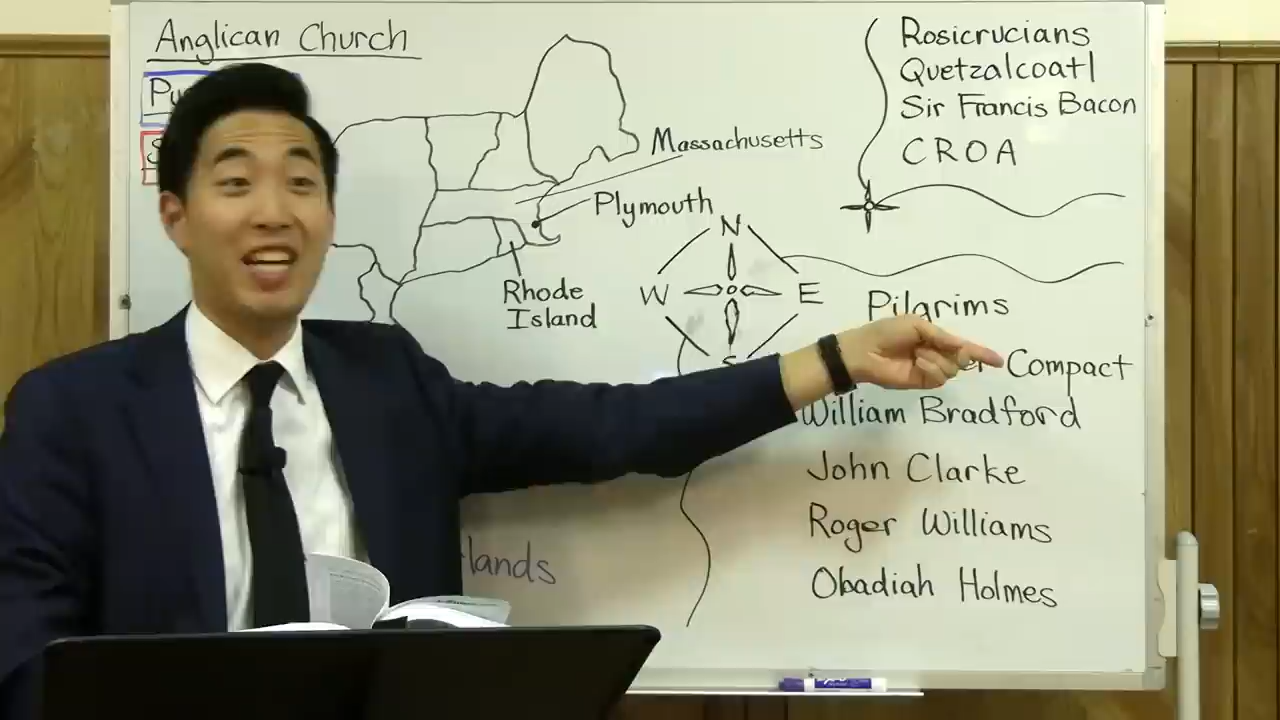 Anglican Church
Rosicrucians
Quetzalcoatl
Sir Francis Bacon
CROA
Massachusetts
Plymouth
Rhode
Island
N
W
E
Pilgrims
Compact
William Bradford
John Clarke
Roger Williams
Obadiah Holmes